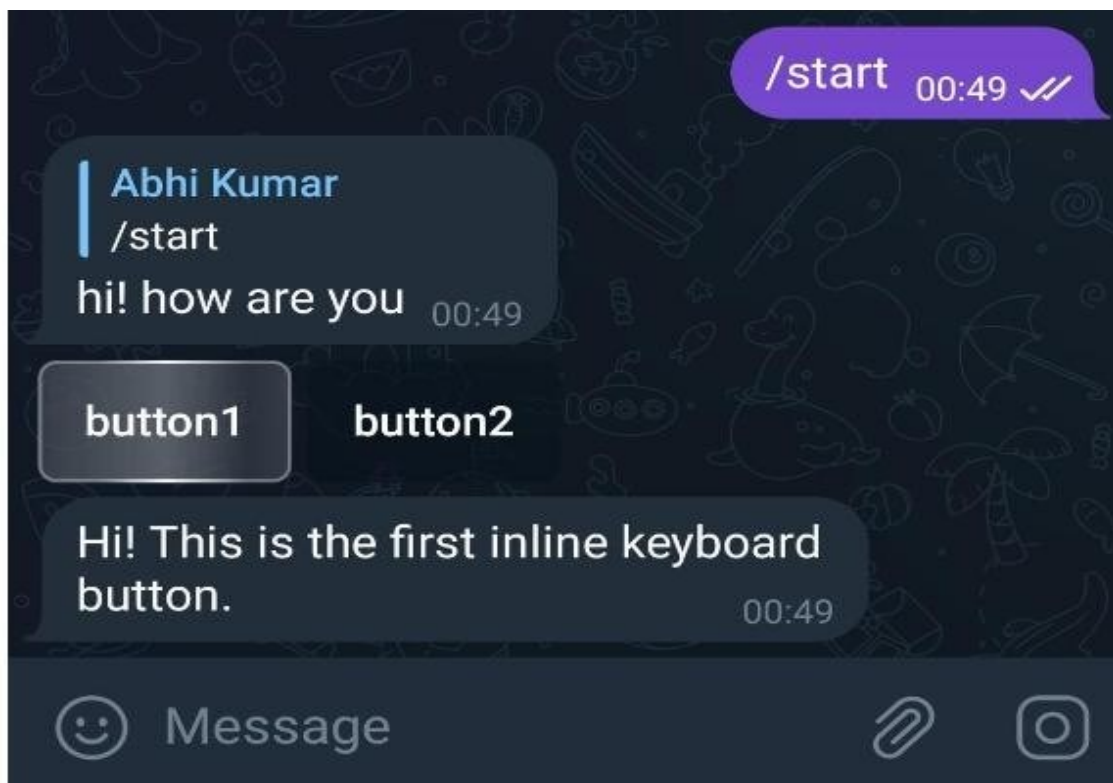 /start 00:49
Abhi Kumar
/start
hi! how are you 00:49
button1 button2
Hi! This is the first inline keyboard
button. 00:49
Message